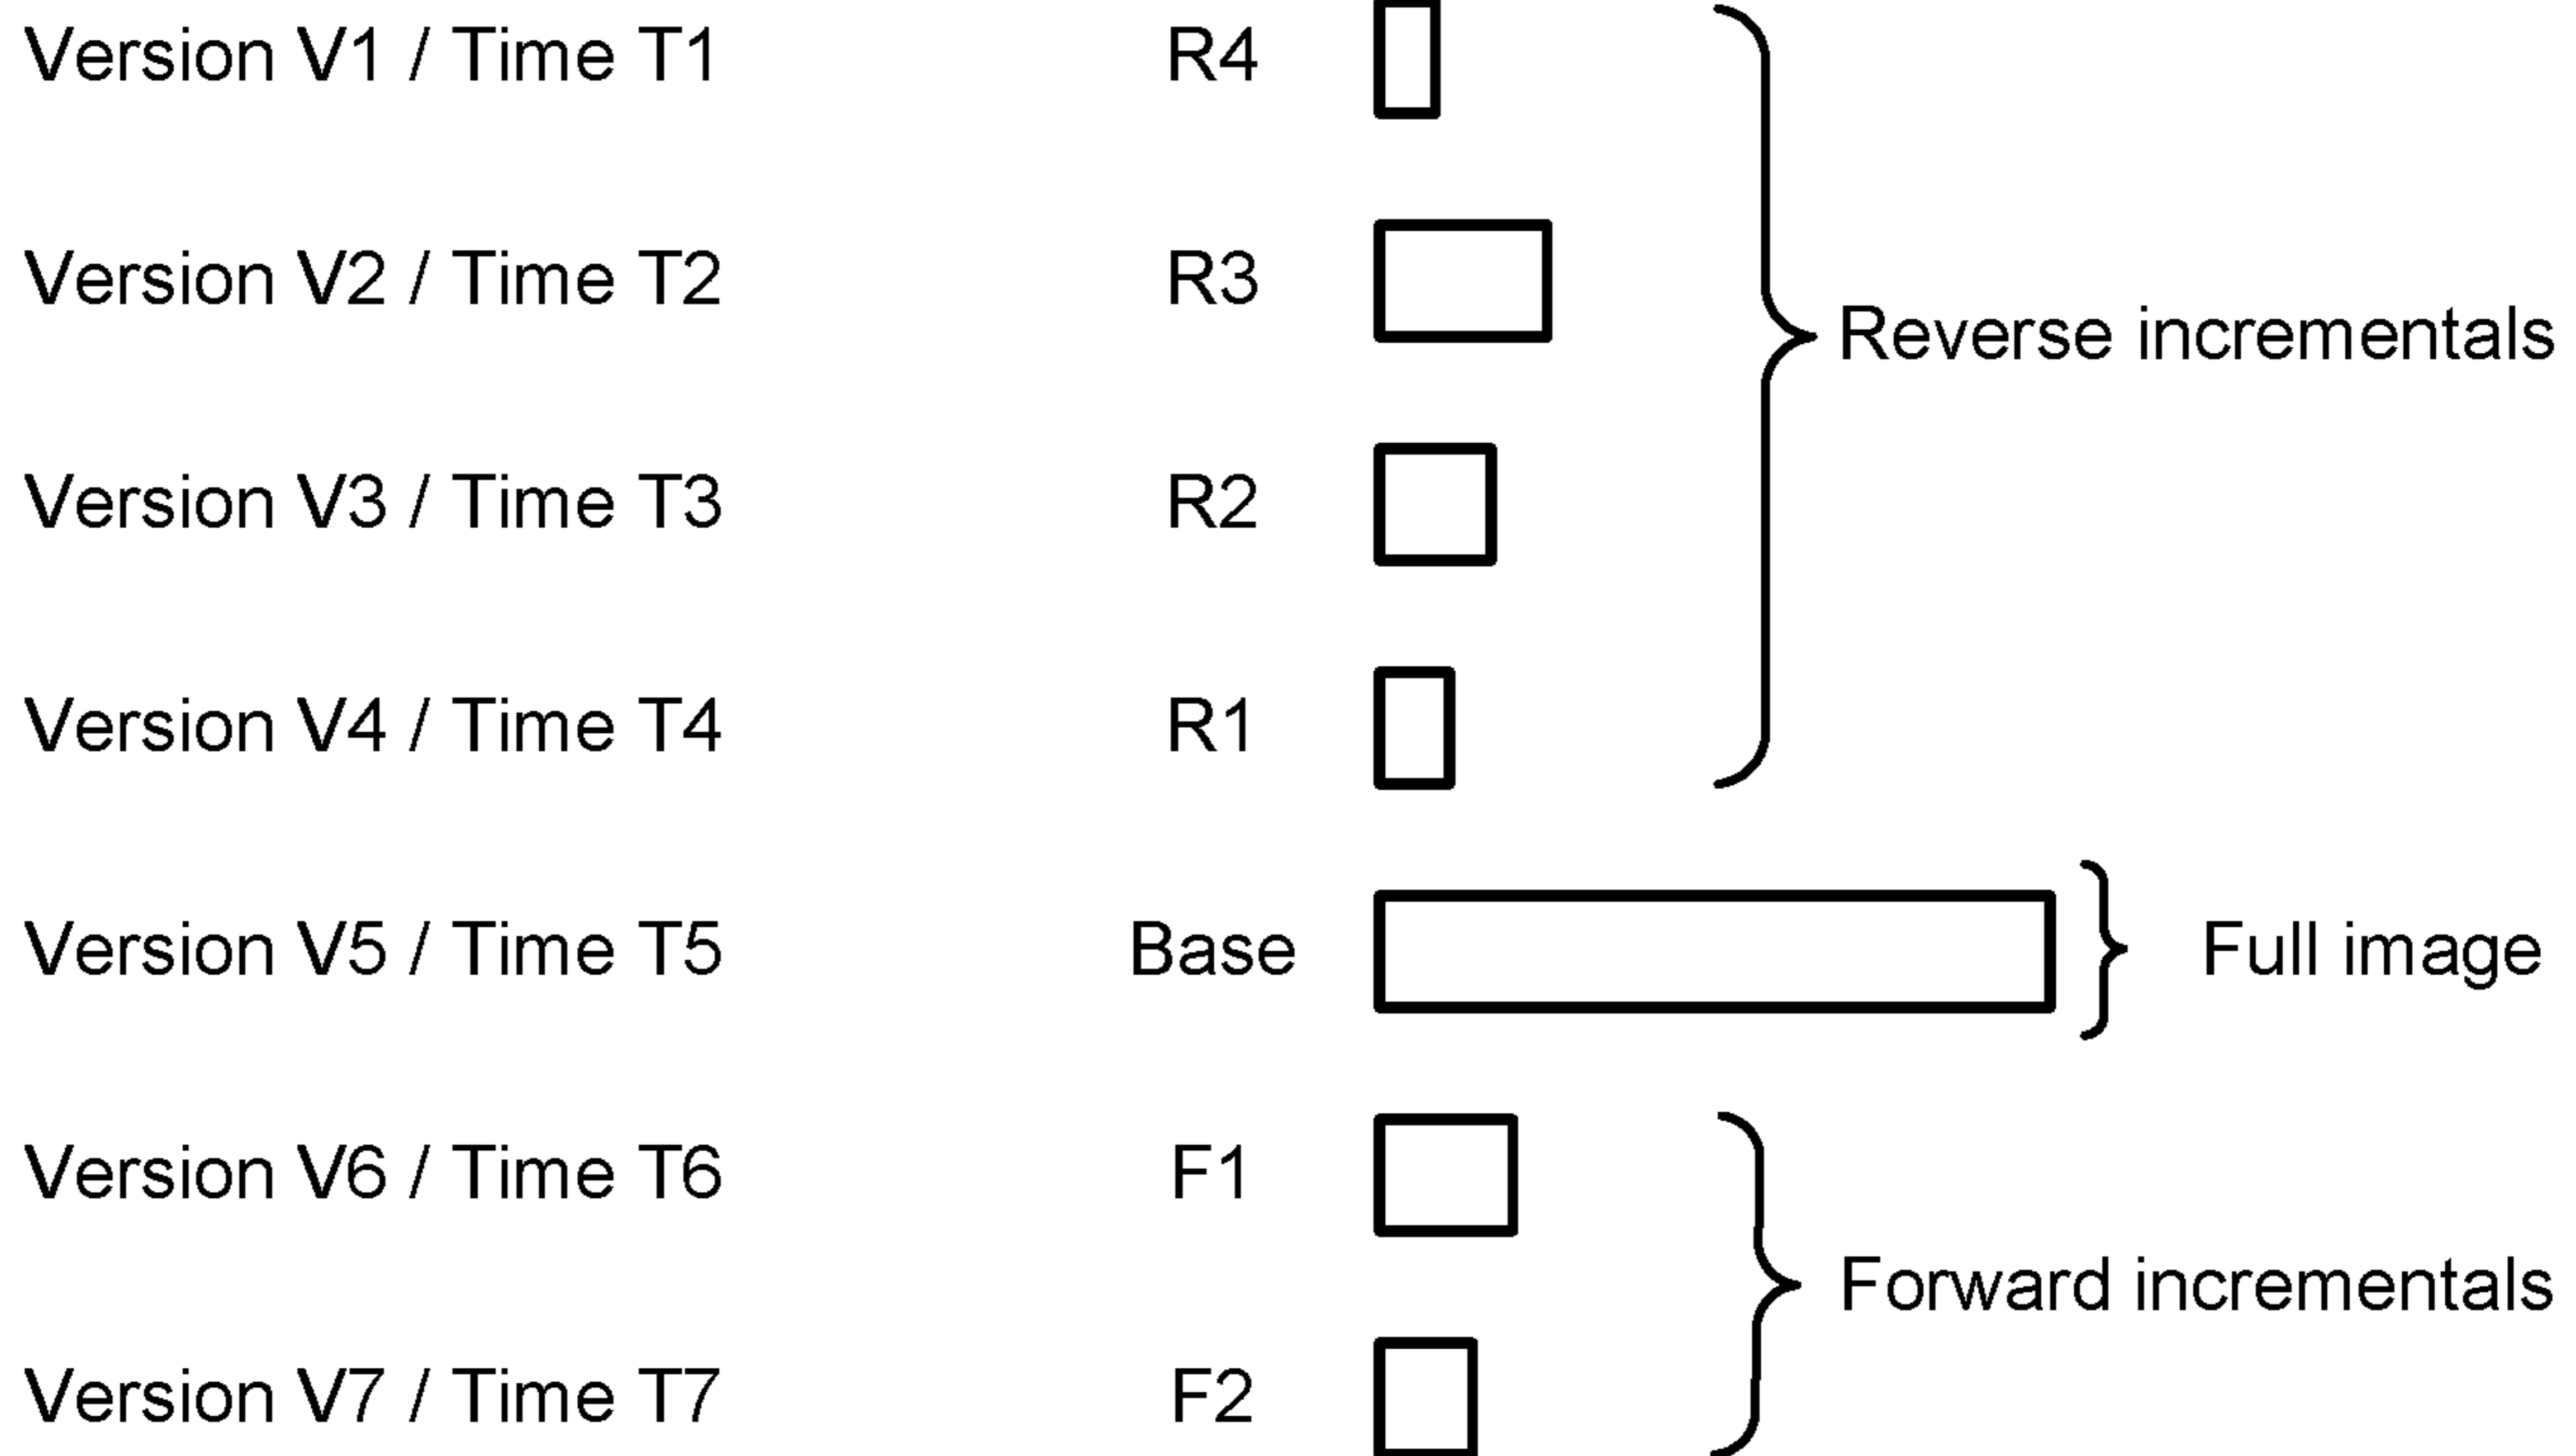 Version V1 / Time T1 R4
Version V2 / Time T2 R3
Reverse incrementals
Version V3 / Time T3 R2
Version V4 / Time T4 R1
Version V5 / Time T5 Base Full image
Version V6 / Time T6 F1
Forward incrementals
Version V7 / Time T7 F2